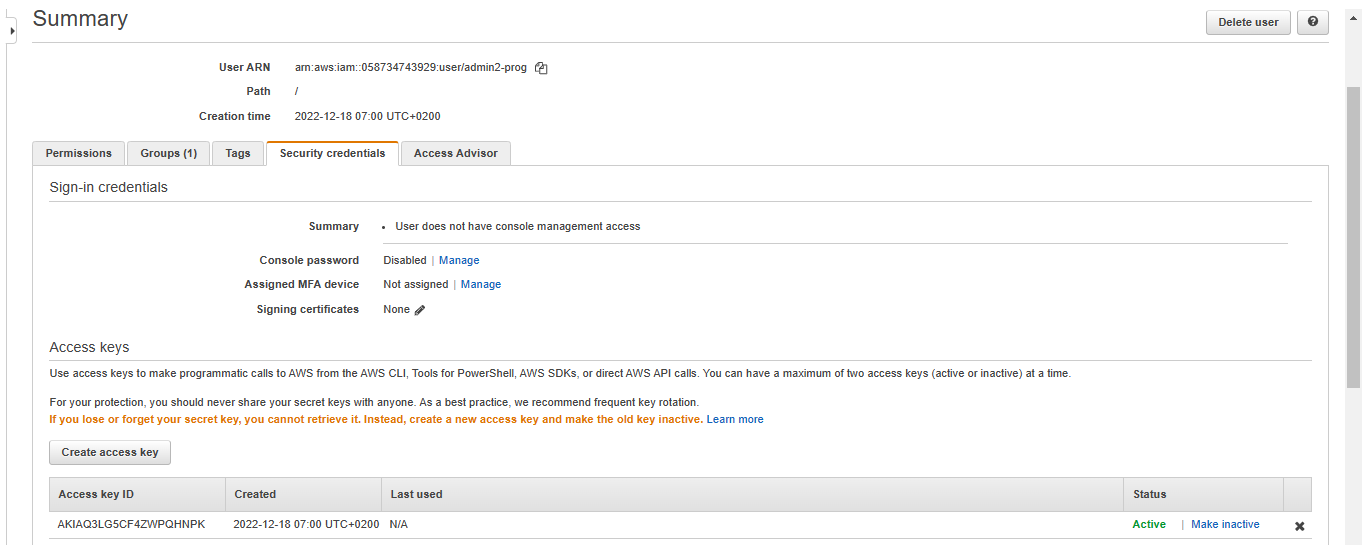 Summary
Delete user
User ARN arn:aws:iam::058734743929:user/admin2-prog
Path /
Creation time 2022-12-18 07:00 UTC+0200
Permissions Groups (1) Tags Security credentials Access Advisor
Sign-in credentials
Summary • User does not have console management access
Console password Disabled | Manage
Assigned MFA device Not assigned | Manage
Signing certificates None
Access keys
Use access keys to make programmatic calls to AWS from the AWS CLI, Tools for PowerShell, AWS SDKs, or direct AWS API calls. You can have a maximum of two access keys (active or inactive) at a time.
For your protection, you should never share your secret keys with anyone. As a best practice, we recommend frequent key rotation.
If you lose or forget your secret key, you cannot retrieve it. Instead, create a new access key and make the old key inactive. Learn more
Create access key
Access key ID Created Last used Status
AKIAQ3LG5CF4ZWPQHNPK 2022-12-18 07:00 UTC+0200 N/A Active | Make inactive